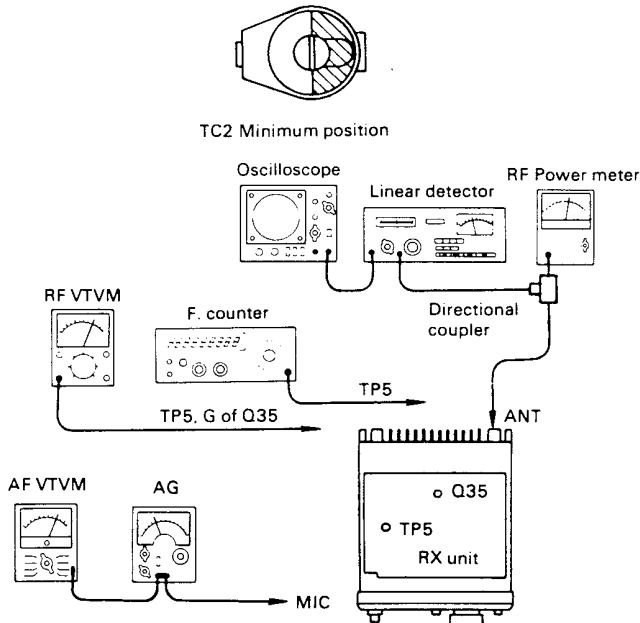 TC2 Minimum position
Oscilloscope
Linear detector
RF Power meter
RF VTVM
F. counter
Directional
coupler
TP5
TP5, G of Q35
ANT
AF VTVM
AG
Q35
TP5
RX unit
MIC